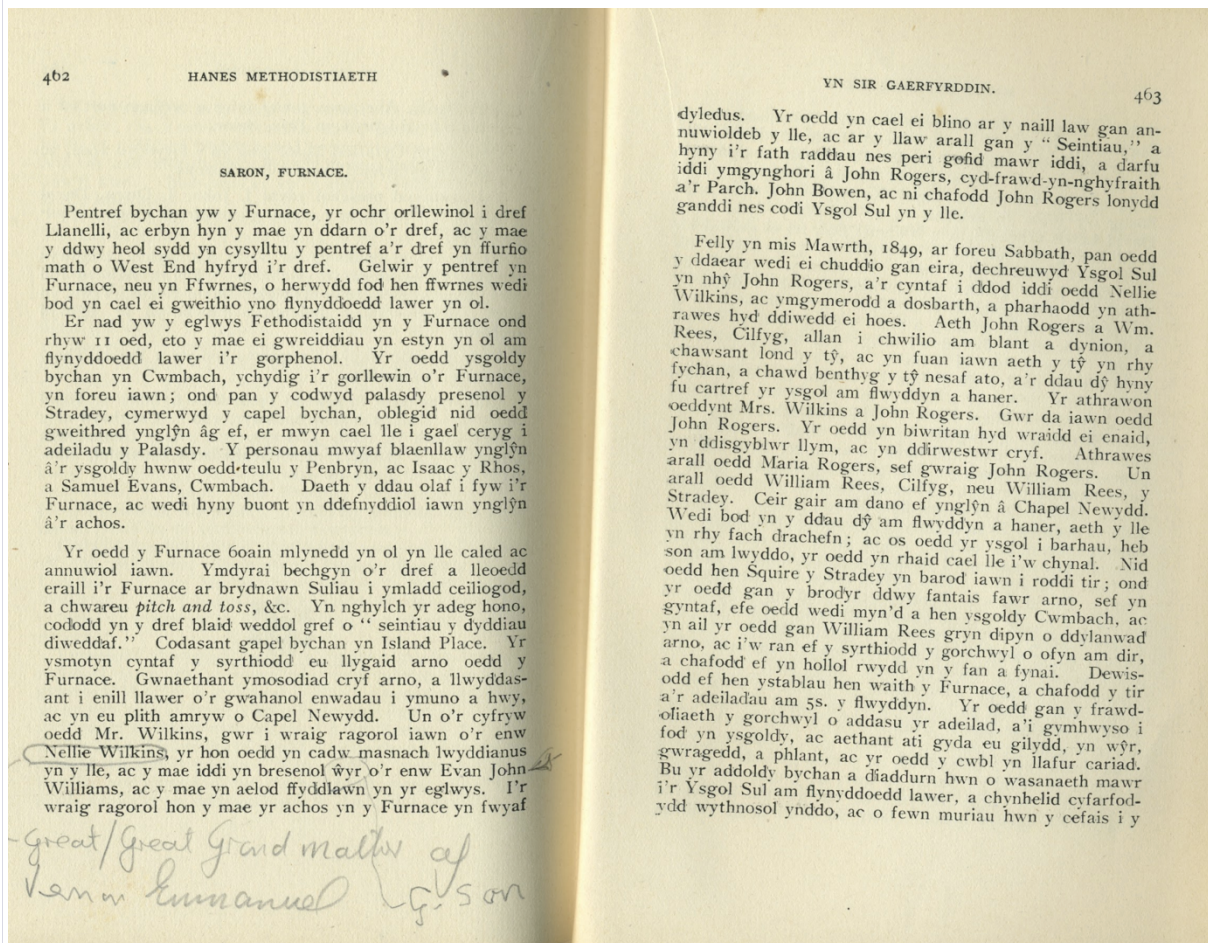 462 HANES METHODISTIAETH
SARON, FURNACE.
Pentref bychan yw y Furnace, yr ochr orllewinol i dref
Llanelli, ac erbyn hyn y mae yn ddarn o'r dref, ac y mae
y ddwy heol sydd yn cysylltu y pentref a'r dref yn ffurfio
math o West End hyfryd i'r dref. Gelwir y pentref yn
Furnace, neu yn Ffwrnes, o herwydd fod hen ffwrnes wedi
bod yn cael ei gweithio yno flynyddoedd lawer yn ol.
Er nad yw y eglwys Fethodistaidd yn y Furnace ond
rhyw 11 oed, eto y mae ei gwreiddiau yn estyn yn ol am
flynyddoedd lawer i'r gorphenol. Yr oedd ysgoldy
bychan yn Cwmbach, ychydig i'r gorllewin o'r Furnace,
yn foreu iawn; ond pan y codwyd palasdy presenol y
Stradey, cymerwyd y capel bychan, oblegid nid oedd
gweithred ynglŷn âg ef, er mwyn cael lle i gael ceryg i
adeiladu y Palasdy. Y personau mwyaf blaenllaw ynglŷn
â'r ysgoldy hwnw oedd teulu y Penbryn, ac Isaac y Rhos,
a Samuel Evans, Cwmbach. Daeth y ddau olaf i fyw i'r
Furnace, ac wedi hyny buont yn ddefnyddiol iawn ynglŷn
â'r achos.
Yr oedd y Furnace 60ain mlynedd yn ol yn lle caled ac
annuwiol iawn. Ymdyrai bechgyn o'r dref a lleoedd
eraill i'r Furnace ar brydnawn Suliau i ymladd ceiliogod,
a chwareu pitch and toss, &c. Yn nghylch yr adeg hono,
cododd yn y dref blaid weddol gref o " seintiau y dyddiau
diweddaf." Codasant gapel bychan yn Island Place. Yr
ysmotyn cyntaf y syrthiodd eu llygaid arno oedd y
Furnace. Gwnaethant ymosodiad cryf arno, a llwyddas-
ant i enill llawer o'r gwahanol enwadau i ymuno a hwy,
ac yn eu plith amryw o Capel Newydd. Un o'r cyfryw
oedd Mr. Wilkins, gwr i wraig ragorol iawn o'r enw
Nellie Wilkins, yr hon oedd yn cadw masnach lwyddianus
yn y lle, ac y mae iddi yn bresenol ŵyr o'r enw Evan John
Williams, ac y mae yn aelod ffyddlawn yn yr eglwys. I'r
wraig ragorol hon y mae yr achos yn y Furnace yn fwyaf
Great/Great Grand mother of
Emmanuel G. Son
YN SIR GAERFYRDDIN. 463
dyledus. Yr oedd yn cael ei blino ar y naill law gan an-
nuwioldeb y lle, ac ar y llaw arall gan y " Seintiau," a
hyny i'r fath raddau nes peri gofid mawr iddi, a darfu
iddi ymgynghori â John Rogers, cyd-frawd-yn-nghyfraith
a'r Parch. John Bowen, ac ni chafodd John Rogers lonydd
ganddi nes codi Ysgol Sul yn y lle.
Felly yn mis Mawrth, 1849, ar foreu Sabbath, pan oedd
y ddaear wedi ei chuddio gan eira, dechreuwyd Ysgol Sul
yn nhŷ John Rogers, a'r cyntaf i ddod iddi oedd Nellie
Wilkins, ac ymgymerodd a dosbarth, a pharhaodd yn ath-
rawes hyd ddiwedd ei hoes. Aeth John Rogers a Wm.
Rees, Cilfyg, allan i chwilio am blant a dynion, a
chawsant lond y tŷ, ac yn fuan iawn aeth y tŷ yn rhy
fychan, a chawd benthyg y tŷ nesaf ato, a'r ddau dŷ hyny
fu cartref yr ysgol am flwyddyn a haner. Yr athrawon
oeddynt Mrs. Wilkins a John Rogers. Gwr da iawn oedd
John Rogers. Yr oedd yn biwritan hyd wraidd ei enaid,
yn ddisgyblwr llym, ac yn ddirwestwr cryf. Athrawes
arall oedd Maria Rogers, sef gwraig John Rogers. Un
arall oedd William Rees, Cilfyg, neu William Rees, y
Stradey. Ceir gair am dano ef ynglŷn â Chapel Newydd.
Wedi bod yn y ddau dŷ am flwyddyn a haner, aeth y lle
yn rhy fach drachefn; ac os oedd yr ysgol i barhau, heb
son am lwyddo, yr oedd yn rhaid cael lle i'w chynal. Nid
oedd hen Squire y Stradey yn barod iawn i roddi tir; ond
yr oedd gan y brodyr ddwy fantais fawr arno, sef yn
gyntaf, efe oedd wedi myn'd a hen ysgoldy Cwmbach, ac
yn ail yr oedd gan William Rees gryn dipyn o ddylanwad
arno, ac i'w ran ef y syrthiodd y gorchwyl o ofyn am dir,
a chafodd ef yn hollol rwydd yn y fan a fynai. Dewis-
odd ef hen ystablau hen waith y Furnace, a chafodd y tir
a'r adeiladau am 5s. y flwyddyn. Yr oedd gan y frawd-
oliaeth y gorchwyl o addasu yr adeilad, a'i gymhwyso i
fod yn ysgoldy, ac aethant ati gyda eu gilydd, yn wŷr,
gwragedd, a phlant, ac yr oedd y cwbl yn llafur cariad.
Bu yr addoldy bychan a diaddurn hwn o wasanaeth mawr
i'r Ysgol Sul am flynyddoedd lawer, a chynhelid cyfarfod-
ydd wythnosol ynddo, ac o fewn muriau hwn y cefais i y